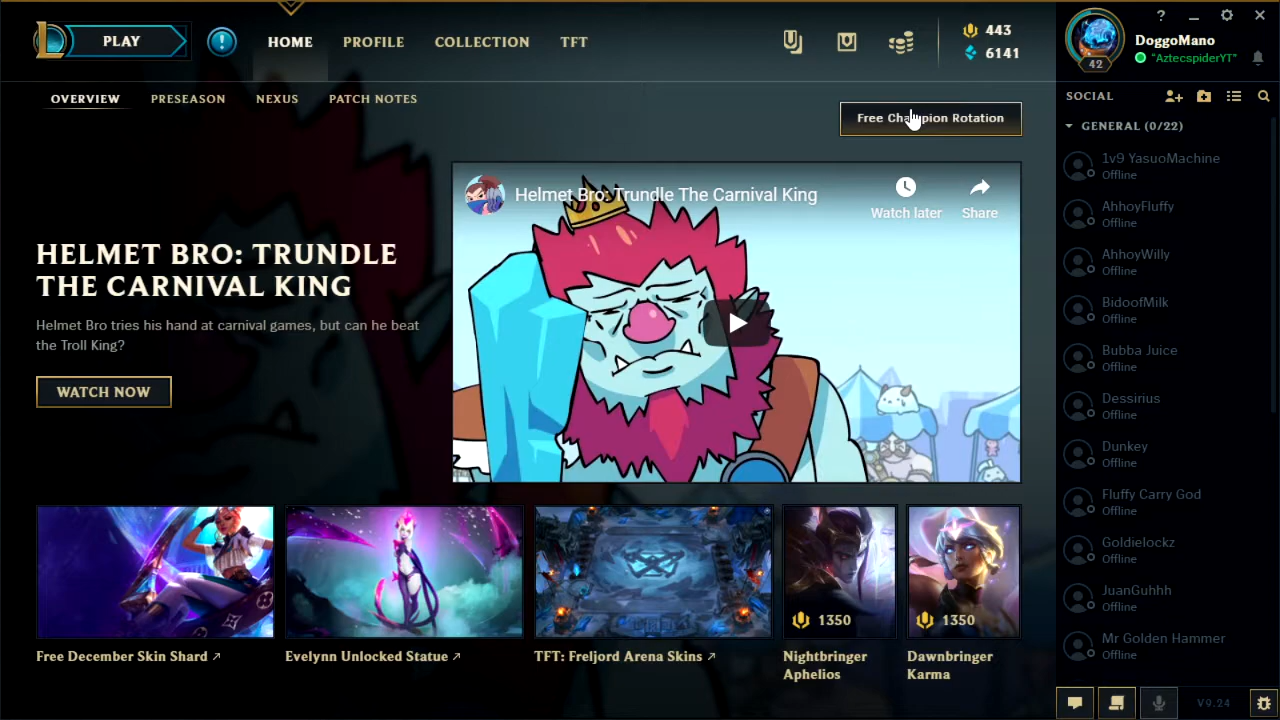 PLAY
HOME
PROFILE
COLLECTION
TFT
443
6141
?
42
DoggoMano
"AztecspiderYT"
OVERVIEW
PRESEASON
NEXUS
PATCH NOTES
Free Champion Rotation
SOCIAL
GENERAL (0/22)
HELMET BRO: TRUNDLE
THE CARNIVAL KING
Helmet Bro tries his hand at carnival games, but can he beat
the Troll King?
WATCH NOW
Helmet Bro: Trundle The Carnival King
Watch later
Share
Free December Skin Shard
Evelynn Unlocked Statue
TFT: Freljord Arena Skins
1350
Nightbringer
Aphelios
1350
Dawnbringer
Karma
1v9 YasuoMachine
Offline
AhhoyFluffy
Offline
AhhoyWilly
Offline
BidoofMilk
Offline
Bubba Juice
Offline
Dessirius
Offline
Dunkey
Offline
Fluffy Carry God
Offline
Goldielockz
Offline
JuanGuhhh
Offline
Mr Golden Hammer
Offline
V9.24